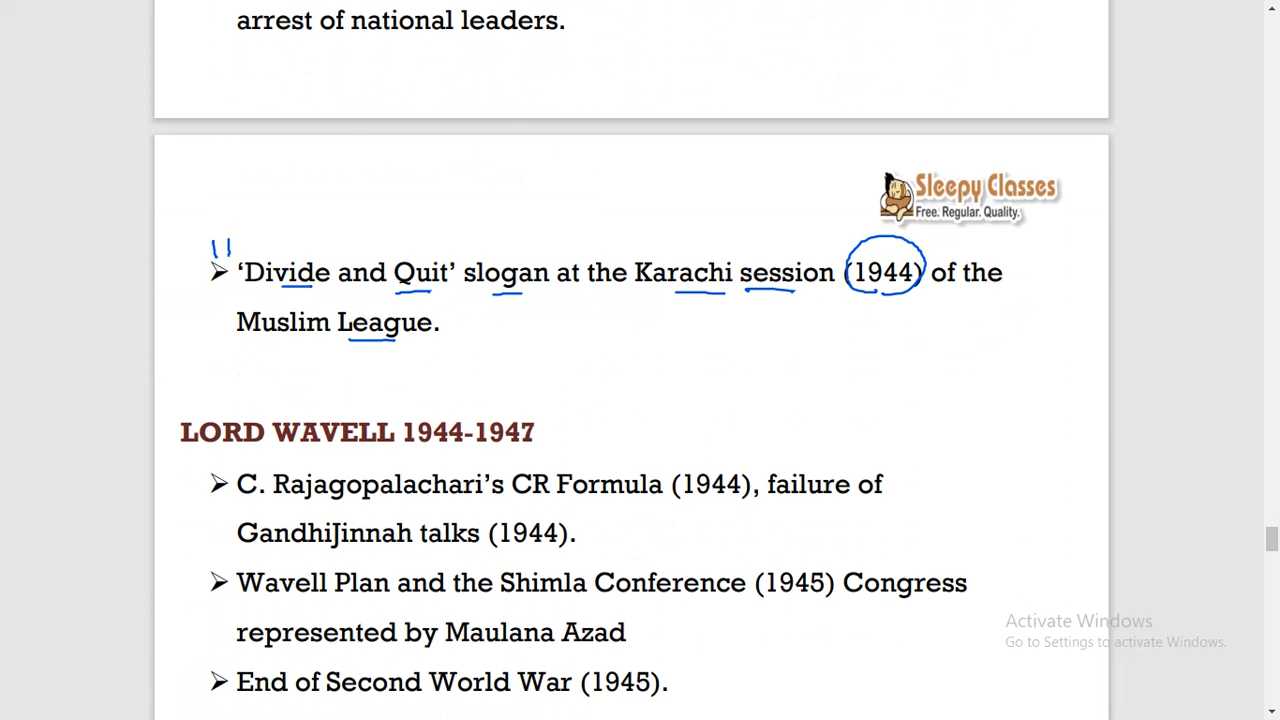 arrest of national leaders.
Sleepy Classes
Free. Regular. Quality.
➢ ‘Divide and Quit’ slogan at the Karachi session (1944) of the
Muslim League.
LORD WAVELL 1944-1947
➢ C. Rajagopalachari’s CR Formula (1944), failure of
GandhiJinnah talks (1944).
➢ Wavell Plan and the Shimla Conference (1945) Congress
represented by Maulana Azad
➢ End of Second World War (1945).
Activate Windows
Go to Settings to activate Windows.